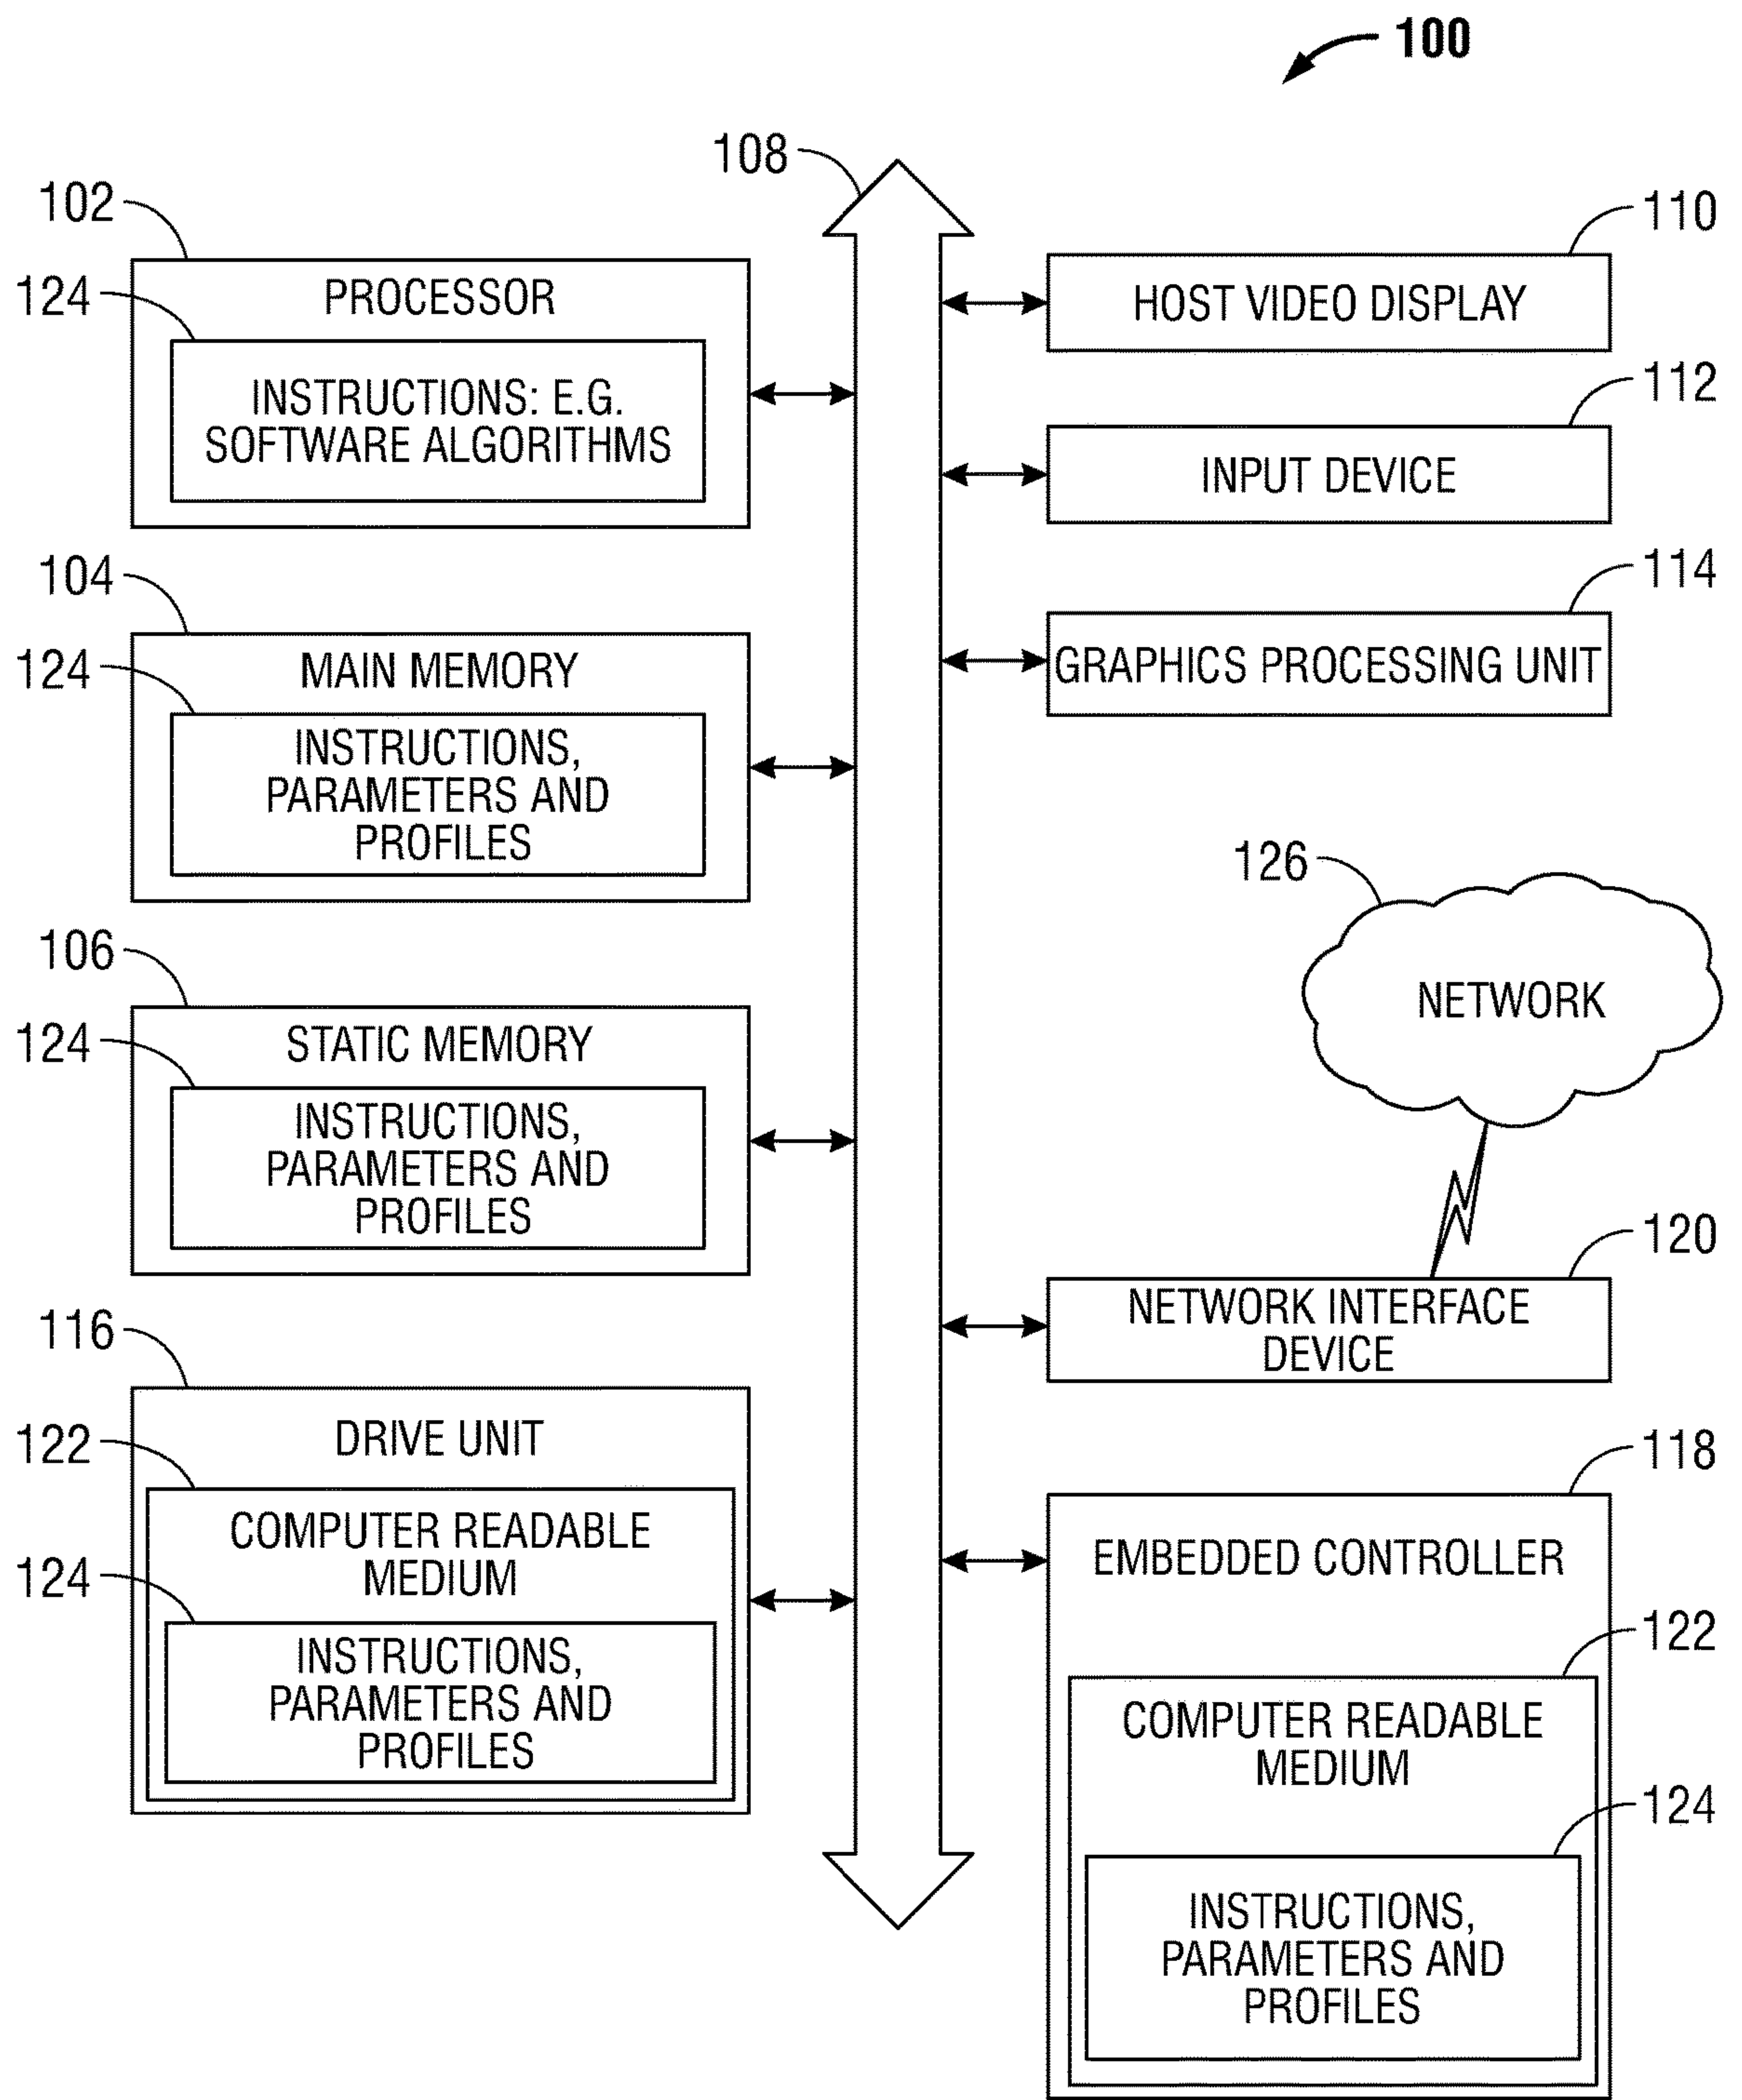 100
108
102
124
PROCESSOR
INSTRUCTIONS: E.G.
SOFTWARE ALGORITHMS
104
124
MAIN MEMORY
INSTRUCTIONS,
PARAMETERS AND
PROFILES
106
124
STATIC MEMORY
INSTRUCTIONS,
PARAMETERS AND
PROFILES
116
DRIVE UNIT
122
COMPUTER READABLE
MEDIUM
124
INSTRUCTIONS,
PARAMETERS AND
PROFILES
110
HOST VIDEO DISPLAY
112
INPUT DEVICE
114
GRAPHICS PROCESSING UNIT
126
NETWORK
120
NETWORK INTERFACE
DEVICE
118
EMBEDDED CONTROLLER
122
COMPUTER READABLE
MEDIUM
124
INSTRUCTIONS,
PARAMETERS AND
PROFILES